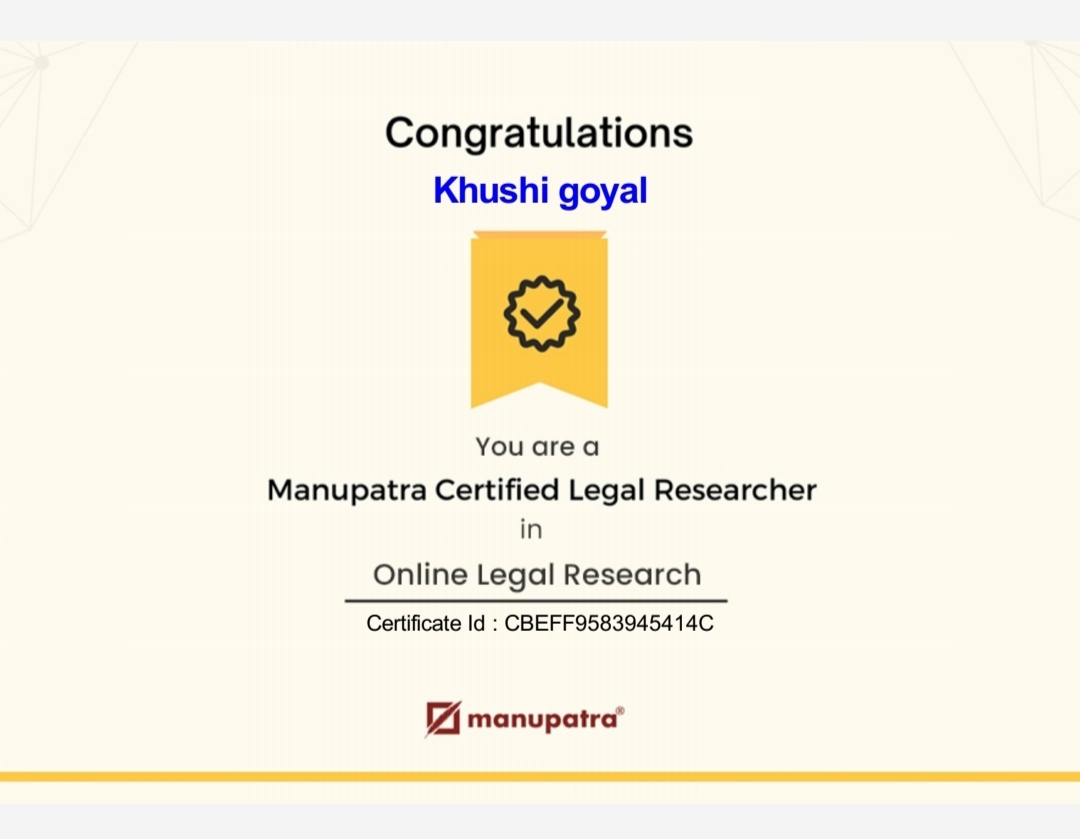 Congratulations
Khushi goyal
You are a
Manupatra Certified Legal Researcher
in
Online Legal Research
Certificate Id : CBEFF9583945414C
manupatra®